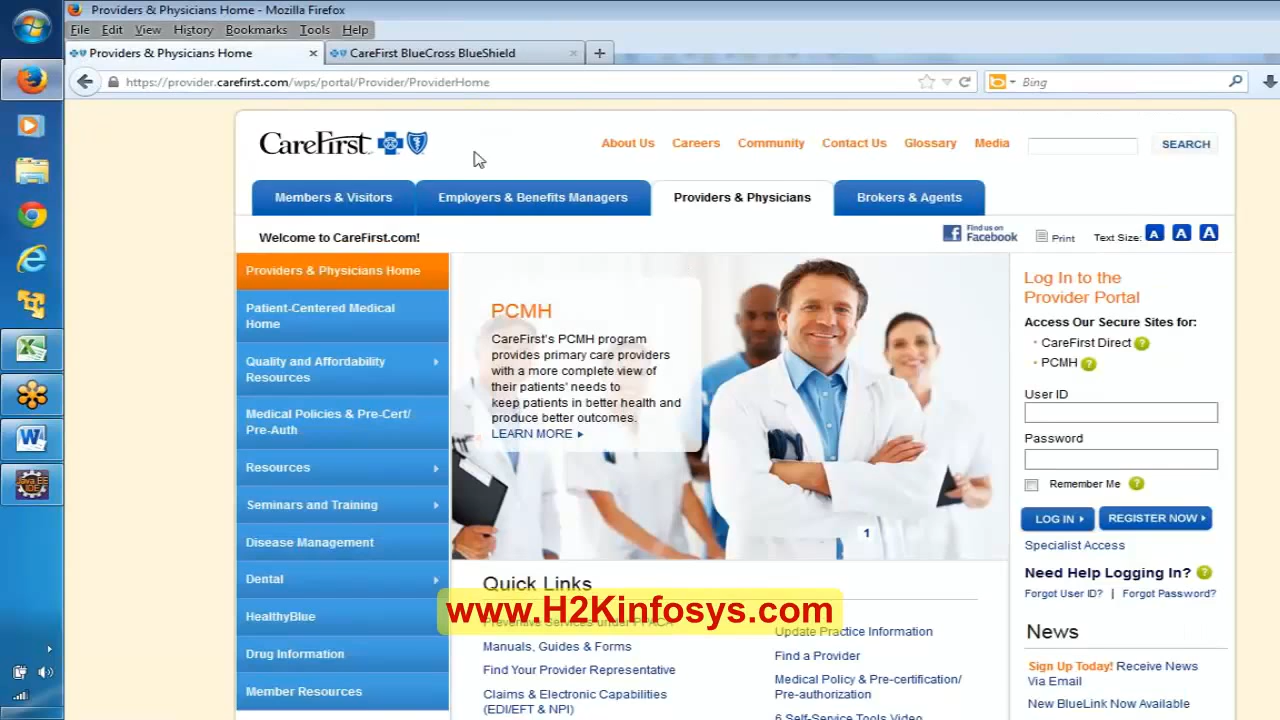 Providers & Physicians Home - Mozilla Firefox
File Edit View History Bookmarks Tools Help
Providers & Physicians Home × CareFirst BlueCross BlueShield × +
https://provider.carefirst.com/wps/portal/Provider/ProviderHome
Bing
CareFirst
About Us Careers Community Contact Us Glossary Media
SEARCH
Members & Visitors Employers & Benefits Managers Providers & Physicians Brokers & Agents
Welcome to CareFirst.com!
Find us on
Facebook
Print
Text Size: A A A
Providers & Physicians Home
Patient-Centered Medical
Home
Quality and Affordability
Resources
Medical Policies & Pre-Cert/
Pre-Auth
Resources
Seminars and Training
Disease Management
Dental
HealthyBlue
Drug Information
Member Resources
PCMH
CareFirst's PCMH program
provides primary care providers
with a more complete view of
their patients' needs to
keep patients in better health and
produce better outcomes.
LEARN MORE
1
Quick Links
www.H2Kinfosys.com
Manuals, Guides & Forms
Find Your Provider Representative
Claims & Electronic Capabilities
(EDI/EFT & NPI)
Update Practice Information
Find a Provider
Medical Policy & Pre-certification/
Pre-authorization
6 Self-Service Tools Video
Log In to the
Provider Portal
Access Our Secure Sites for:
CareFirst Direct ?
PCMH ?
User ID
Password
Remember Me ?
LOG IN REGISTER NOW
Specialist Access
Need Help Logging In? ?
Forgot User ID? | Forgot Password?
News
Sign Up Today! Receive News
Via Email
New BlueLink Now Available
Java EE
IDE